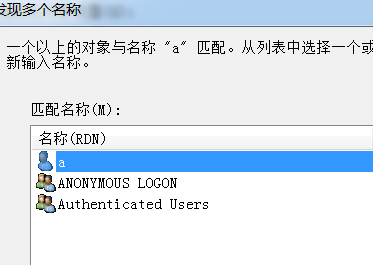 发现多个名称
一个以上的对象与名称 "a" 匹配。从列表中选择一个或
新输入名称。
匹配名称(M):
名称(RDN)
a
ANONYMOUS LOGON
Authenticated Users